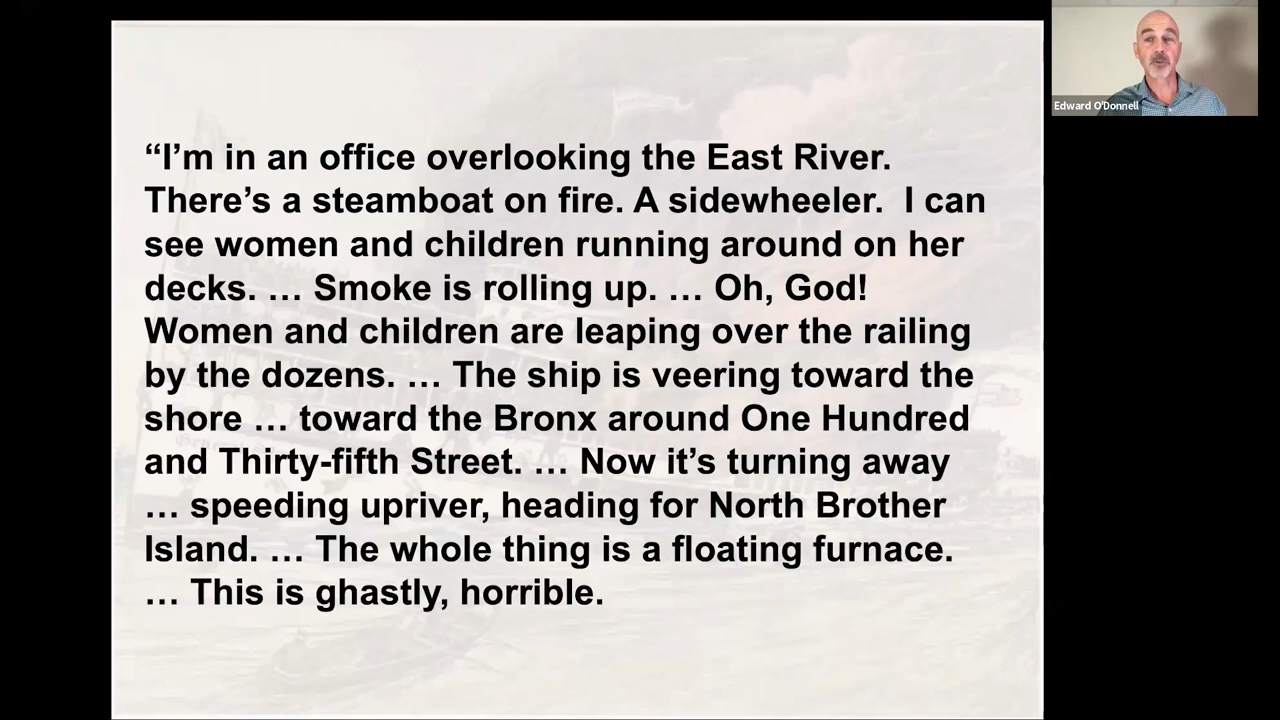 “I’m in an office overlooking the East River.
There’s a steamboat on fire. A sidewheeler.  I can
see women and children running around on her
decks. … Smoke is rolling up. … Oh, God!
Women and children are leaping over the railing
by the dozens. … The ship is veering toward the
shore … toward the Bronx around One Hundred
and Thirty-fifth Street. … Now it’s turning away
… speeding upriver, heading for North Brother
Island. … The whole thing is a floating furnace.
… This is ghastly, horrible.
Edward O'Donnell